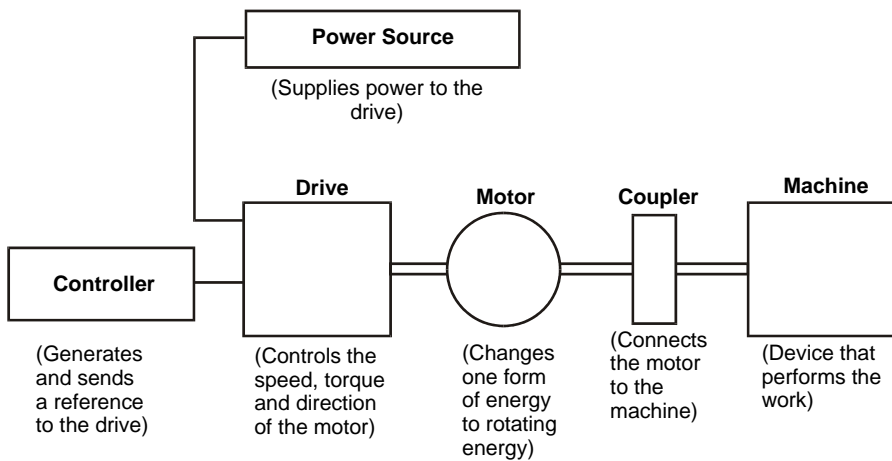 Power Source
(Supplies power to the
drive)
Drive
Motor
Coupler
Machine
Controller
(Generates
and sends
a reference
to the drive)
(Controls the
speed, torque
and direction
of the motor)
(Changes
one form
of energy
to rotating
energy)
(Connects
the motor
to the
machine)
(Device that
performs the
work)